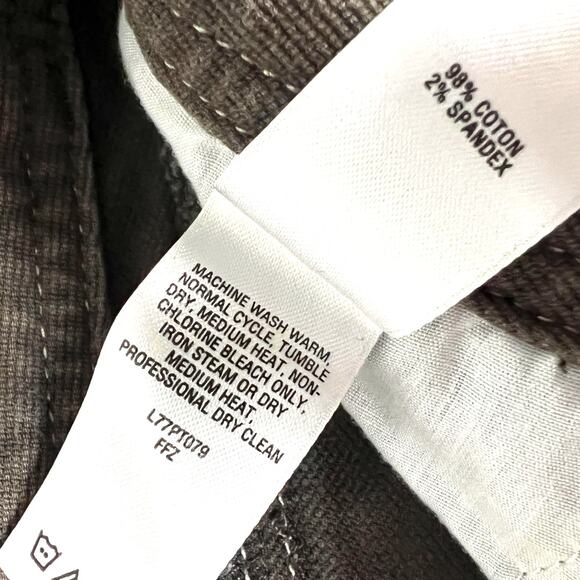 98% COTON
2% SPANDEX
MACHINE WASH WARM,
NORMAL CYCLE, TUMBLE
DRY, MEDIUM HEAT, NON-
CHLORINE BLEACH ONLY,
IRON STEAM OR DRY
MEDIUM HEAT,
PROFESSIONAL DRY CLEAN
L77PT079
FFZ